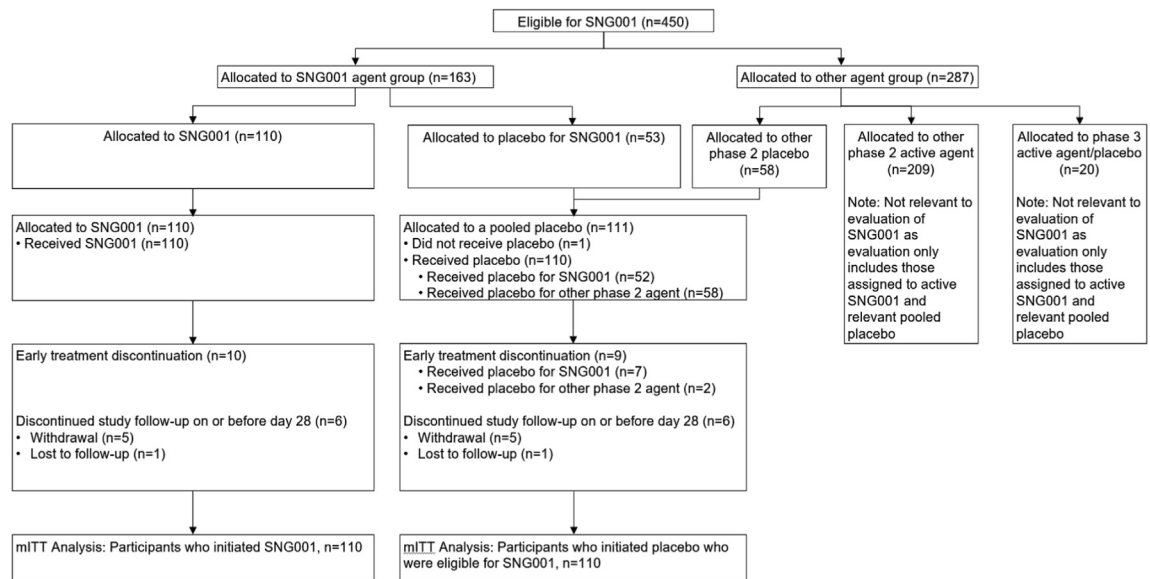 Eligible for SNG001 (n=450)
Allocated to SNG001 agent group (n=163)
Allocated to other agent group (n=287)
Allocated to SNG001 (n=110)
Allocated to placebo for SNG001 (n=53)
Allocated to other
phase 2 placebo
(n=58)
Allocated to other
phase 2 active agent
(n=209)
Note: Not relevant to
evaluation of
SNG001 as
evaluation only
includes those
assigned to active
SNG001 and
relevant pooled
placebo
Allocated to phase 3
active agent/placebo
(n=20)
Note: Not relevant to
evaluation of
SNG001 as
evaluation only
includes those
assigned to active
SNG001 and
relevant pooled
placebo
Allocated to SNG001 (n=110)
• Received SNG001 (n=110)
Allocated to a pooled placebo (n=111)
• Did not receive placebo (n=1)
• Received placebo (n=110)
• Received placebo for SNG001 (n=52)
• Received placebo for other phase 2 agent (n=58)
Early treatment discontinuation (n=10)
Discontinued study follow-up on or before day 28 (n=6)
• Withdrawal (n=5)
• Lost to follow-up (n=1)
Early treatment discontinuation (n=9)
• Received placebo for SNG001 (n=7)
• Received placebo for other phase 2 agent (n=2)
Discontinued study follow-up on or before day 28 (n=6)
• Withdrawal (n=5)
• Lost to follow-up (n=1)
mITT Analysis: Participants who initiated SNG001, n=110
mITT Analysis: Participants who initiated placebo who
were eligible for SNG001, n=110